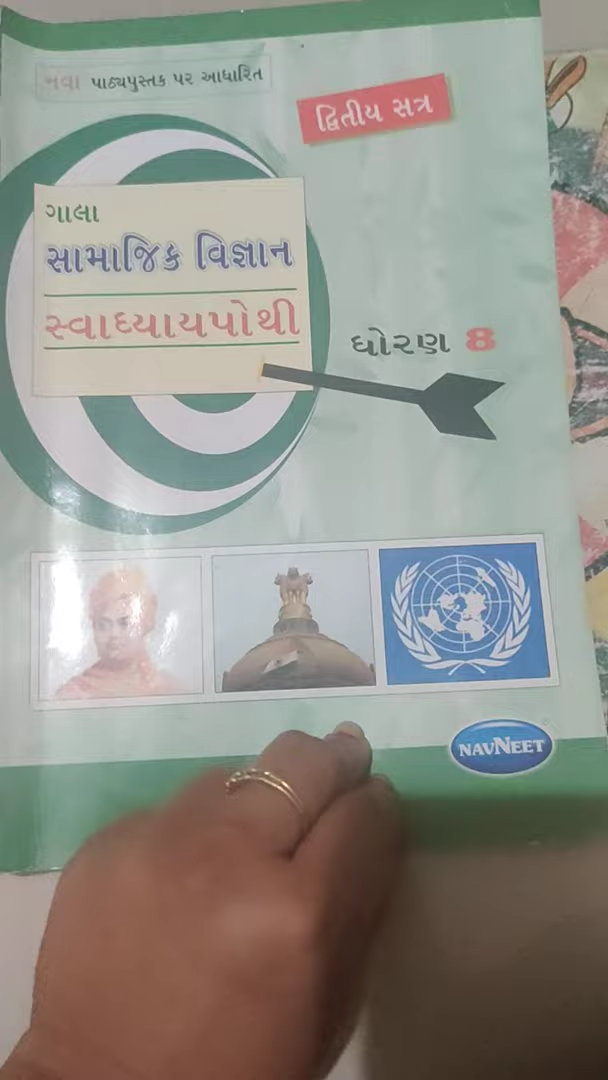 નવા પાઠ્યપુસ્તક પર આધારિત
દ્વિતીય સત્ર
ગાલા
સામાજિક વિજ્ઞાન
સ્વાધ્યાયપોથી
ધોરણ 8
NAVNEET